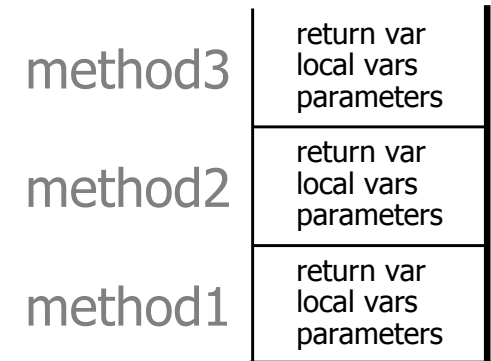 method3
return var
local vars
parameters
method2
return var
local vars
parameters
method1
return var
local vars
parameters